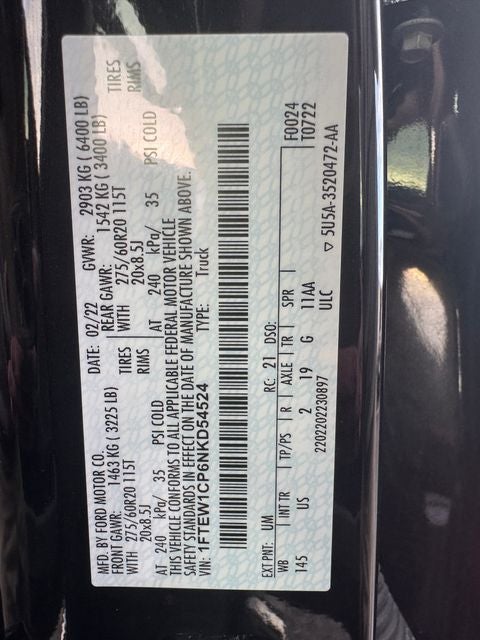 MFD. BY FORD MOTOR CO. DATE: 02/22 GVWR: 2903 KG ( 6400 LB)
FRONT GAWR: 1463 KG ( 3225 LB) REAR GAWR: 1542 KG ( 3400 LB)
WITH 275/60R20 115T TIRES WITH 275/60R20 115T TIRES
20x8.5J RIMS 20x8.5J RIMS
AT 240 kPa/ 35 PSI COLD AT 240 kPa/ 35 PSI COLD
THIS VEHICLE CONFORMS TO ALL APPLICABLE FEDERAL MOTOR VEHICLE
SAFETY STANDARDS IN EFFECT ON THE DATE OF MANUFACTURE SHOWN ABOVE.
VIN: 1FTEW1CP6NKD54524 TYPE: Truck
EXT PNT: UM RC: 21 DSO: F0024
WB INT TR TP/PS R AXLE TR SPR T0722
145 US 2 19 G 11AA
2202202230897 ULC
▽ 5U5A-3520472-AA